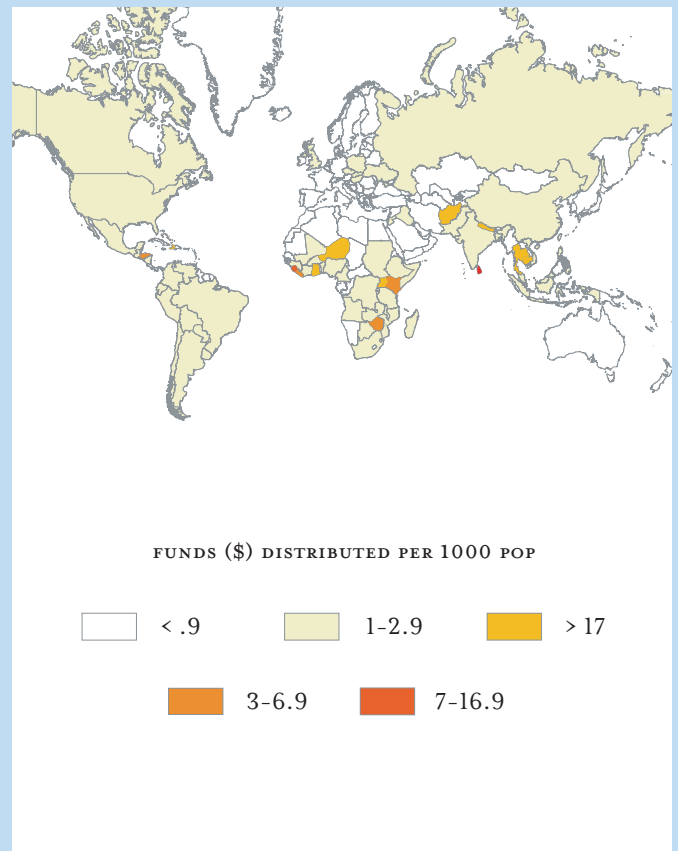 FUNDS ($) DISTRIBUTED PER 1000 POP
< .9 1-2.9 > 17
3-6.9 7-16.9